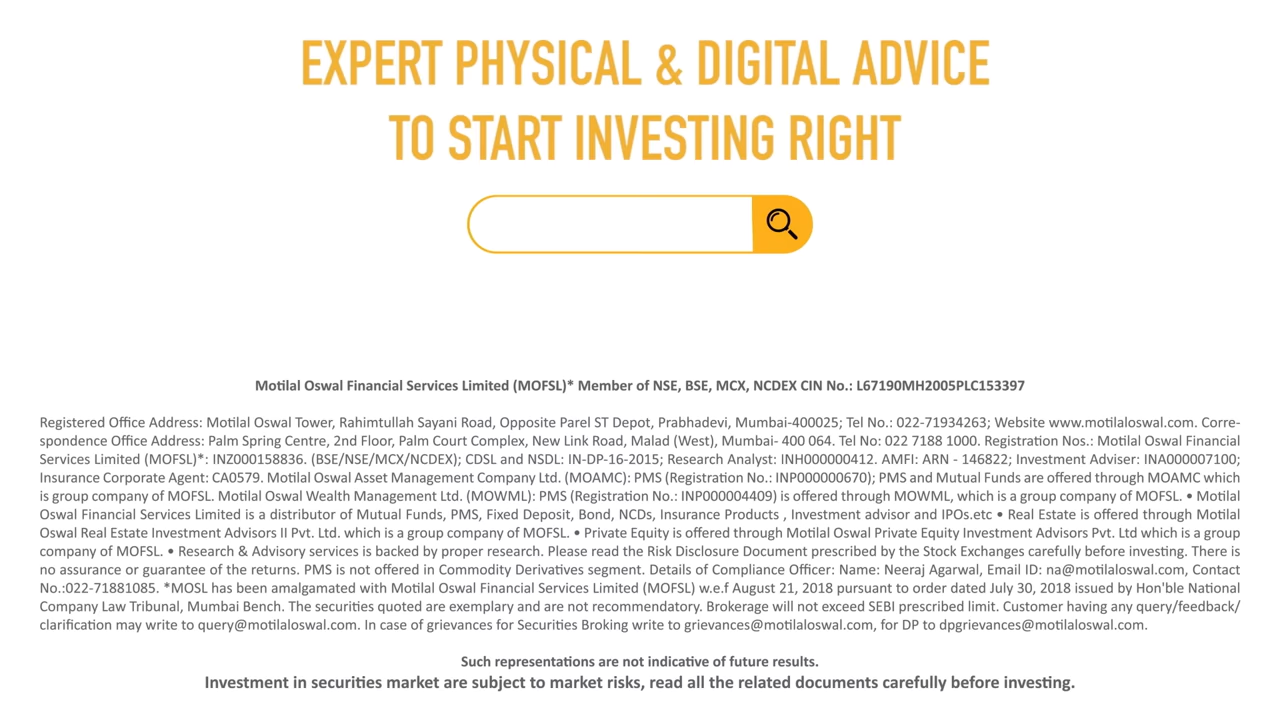 EXPERT PHYSICAL & DIGITAL ADVICE
TO START INVESTING RIGHT
Motilal Oswal Financial Services Limited (MOFSL)* Member of NSE, BSE, MCX, NCDEX CIN No.: L67190MH2005PLC153397
Registered Office Address: Motilal Oswal Tower, Rahimtullah Sayani Road, Opposite Parel ST Depot, Prabhadevi, Mumbai-400025; Tel No.: 022-71934263; Website www.motilaloswal.com. Corre-
spondence Office Address: Palm Spring Centre, 2nd Floor, Palm Court Complex, New Link Road, Malad (West), Mumbai- 400 064. Tel No: 022 7188 1000. Registration Nos.: Motilal Oswal Financial
Services Limited (MOFSL)*: INZ000158836. (BSE/NSE/MCX/NCDEX); CDSL and NSDL: IN-DP-16-2015; Research Analyst: INH000000412. AMFI: ARN - 146822; Investment Adviser: INA000007100;
Insurance Corporate Agent: CA0579. Motilal Oswal Asset Management Company Ltd. (MOAMC): PMS (Registration No.: INP000000670); PMS and Mutual Funds are offered through MOAMC which
is group company of MOFSL. Motilal Oswal Wealth Management Ltd. (MOWML): PMS (Registration No.: INP000004409) is offered through MOWML, which is a group company of MOFSL. • Motilal
Oswal Financial Services Limited is a distributor of Mutual Funds, PMS, Fixed Deposit, Bond, NCDs, Insurance Products , Investment advisor and IPOs.etc • Real Estate is offered through Motilal
Oswal Real Estate Investment Advisors II Pvt. Ltd. which is a group company of MOFSL. • Private Equity is offered through Motilal Oswal Private Equity Investment Advisors Pvt. Ltd which is a group
company of MOFSL. • Research & Advisory services is backed by proper research. Please read the Risk Disclosure Document prescribed by the Stock Exchanges carefully before investing. There is
no assurance or guarantee of the returns. PMS is not offered in Commodity Derivatives segment. Details of Compliance Officer: Name: Neeraj Agarwal, Email ID: na@motilaloswal.com, Contact
No.:022-71881085. *MOSL has been amalgamated with Motilal Oswal Financial Services Limited (MOFSL) w.e.f August 21, 2018 pursuant to order dated July 30, 2018 issued by Hon'ble National
Company Law Tribunal, Mumbai Bench. The securities quoted are exemplary and are not recommendatory. Brokerage will not exceed SEBI prescribed limit. Customer having any query/feedback/
clarification may write to query@motilaloswal.com. In case of grievances for Securities Broking write to grievances@motilaloswal.com, for DP to dpgrievances@motilaloswal.com.
Such representations are not indicative of future results.
Investment in securities market are subject to market risks, read all the related documents carefully before investing.